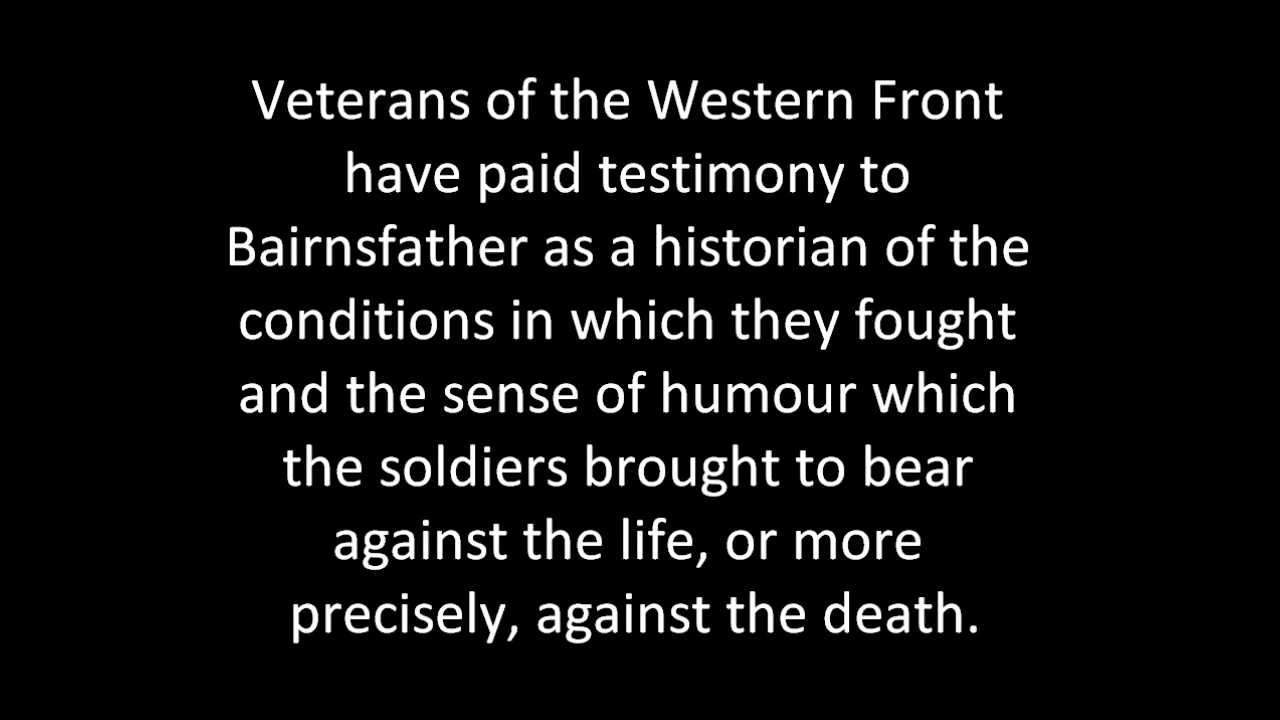 Veterans of the Western Front
have paid testimony to
Bairnsfather as a historian of the
conditions in which they fought
and the sense of humour which
the soldiers brought to bear
against the life, or more
precisely, against the death.